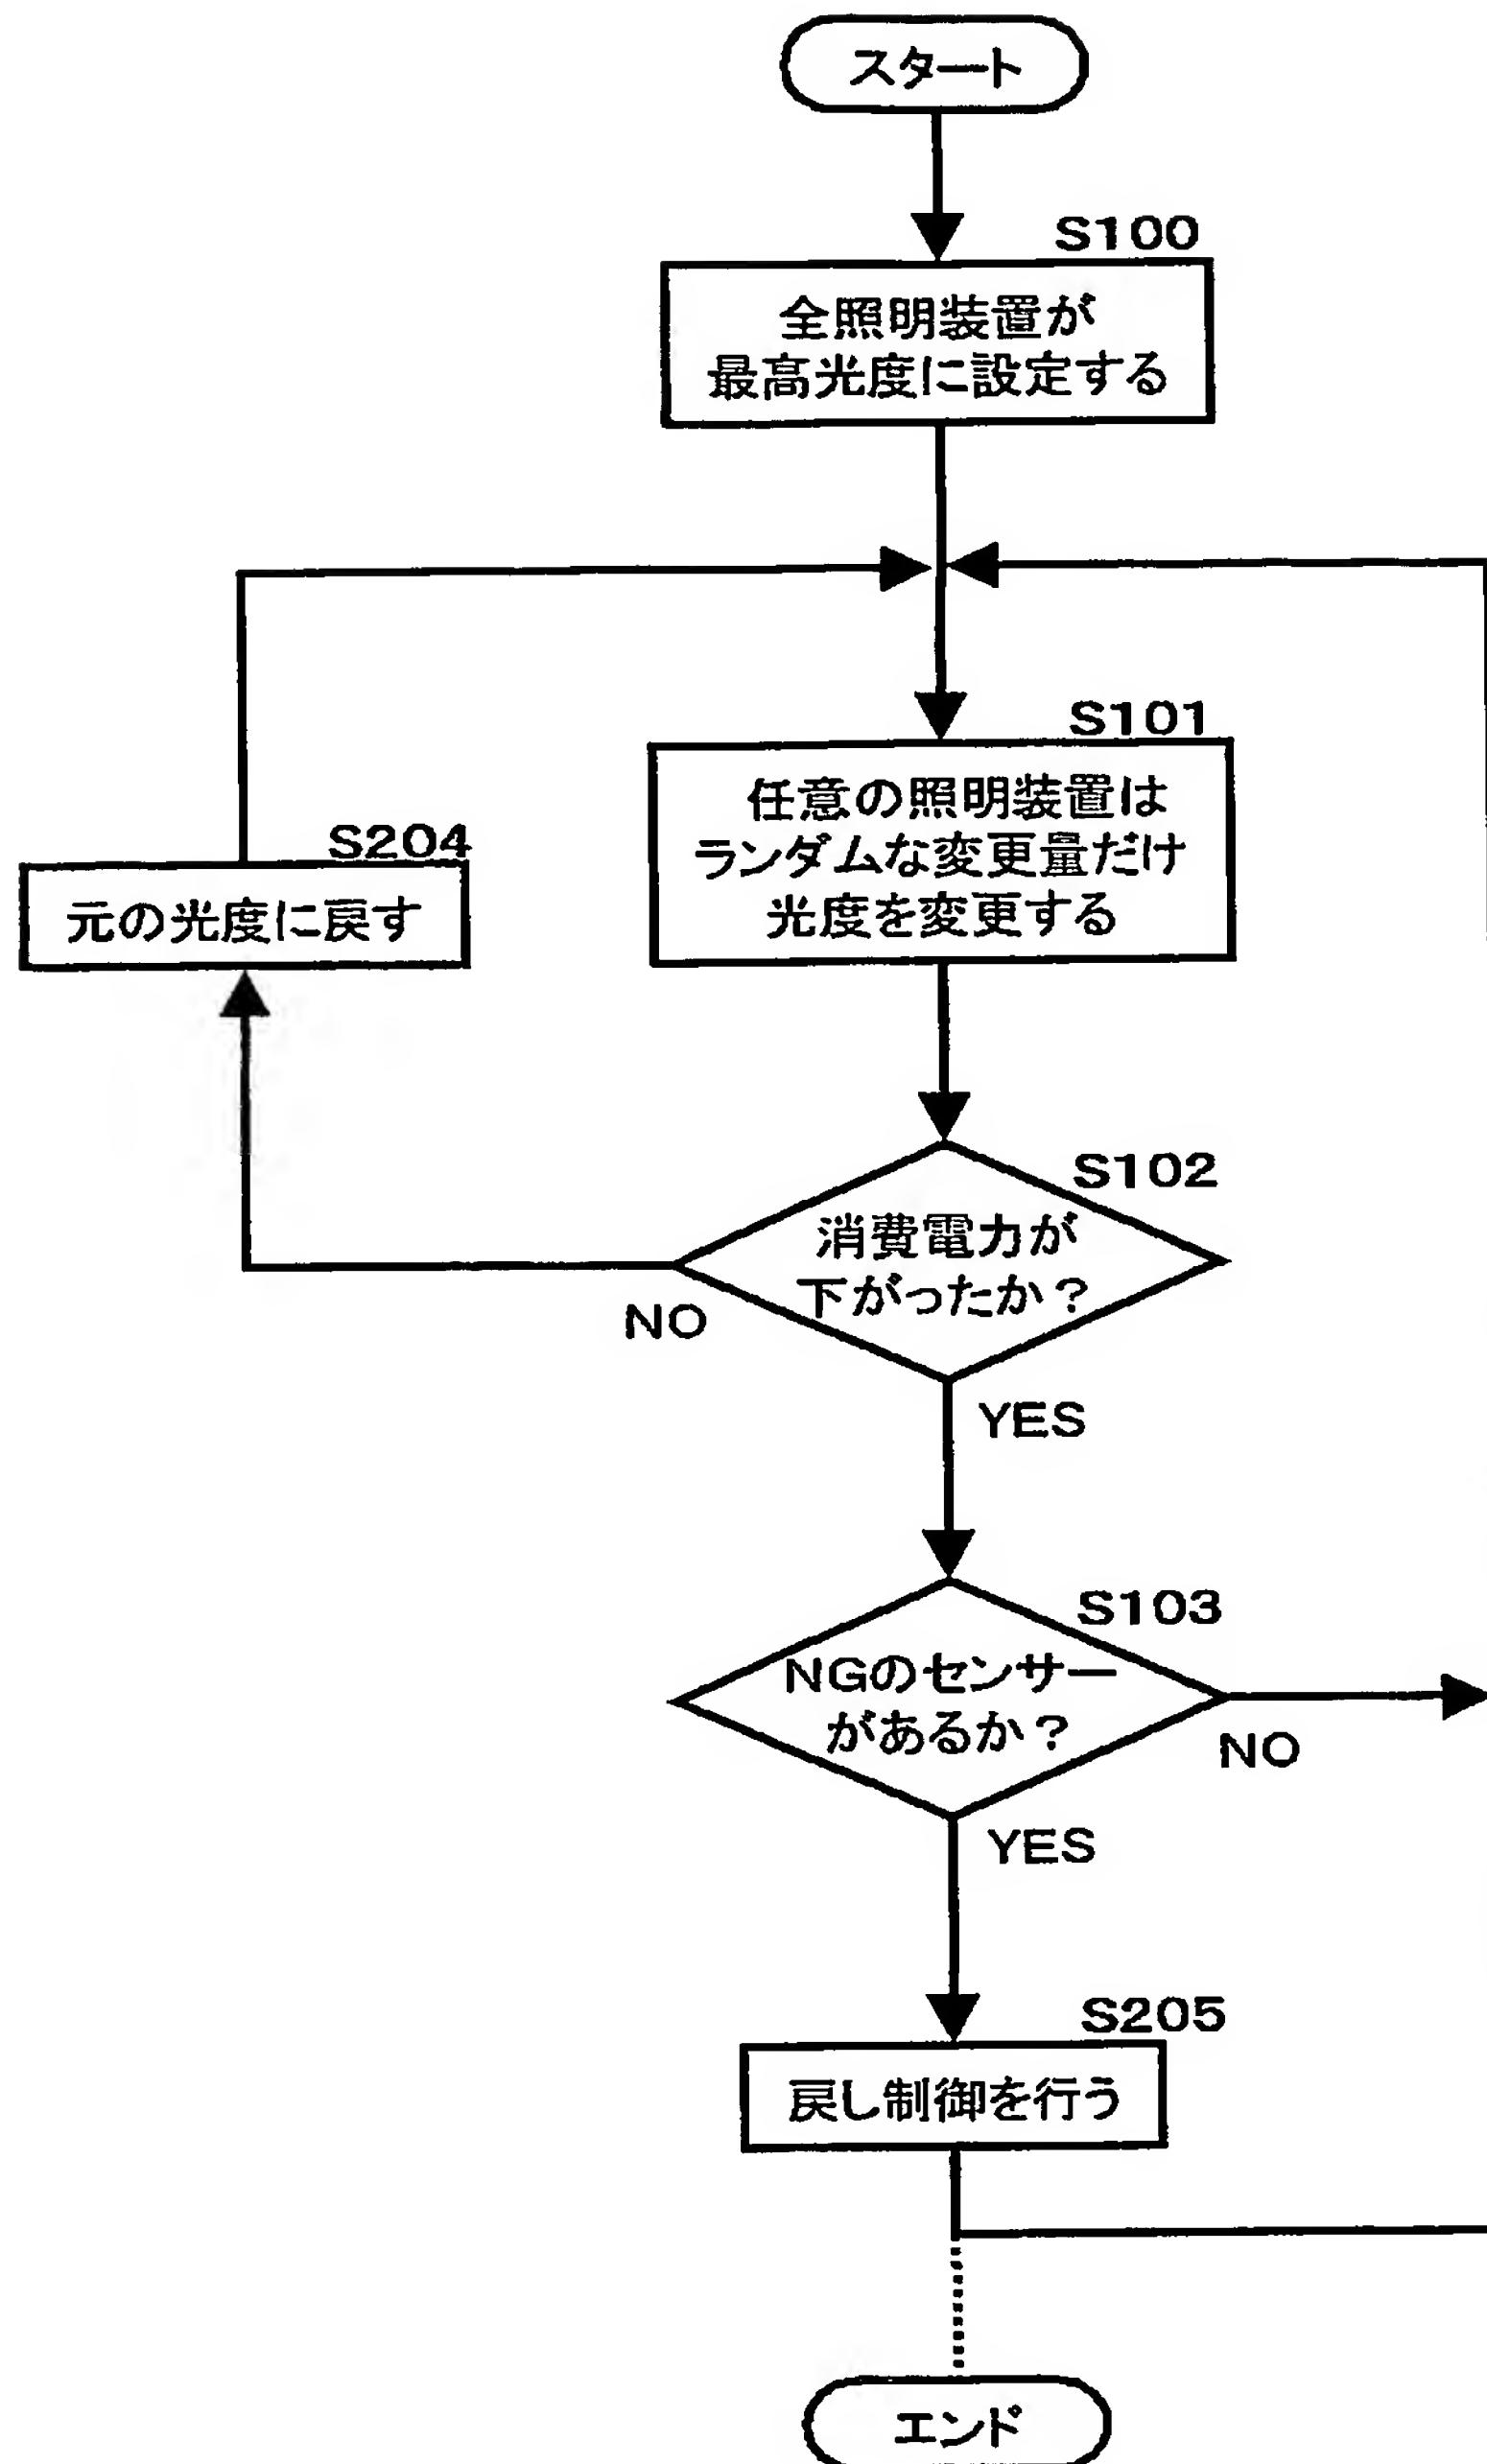 スタート
S100
全照明装置が
最高光度に設定する
S101
任意の照明装置は
ランダムな変更量だけ
光度を変更する
S204
元の光度に戻す
S102
消費電力が
下がったか？
NO
YES
S103
NGのセンサー
があるか？
NO
YES
S205
戻し制御を行う
エンド